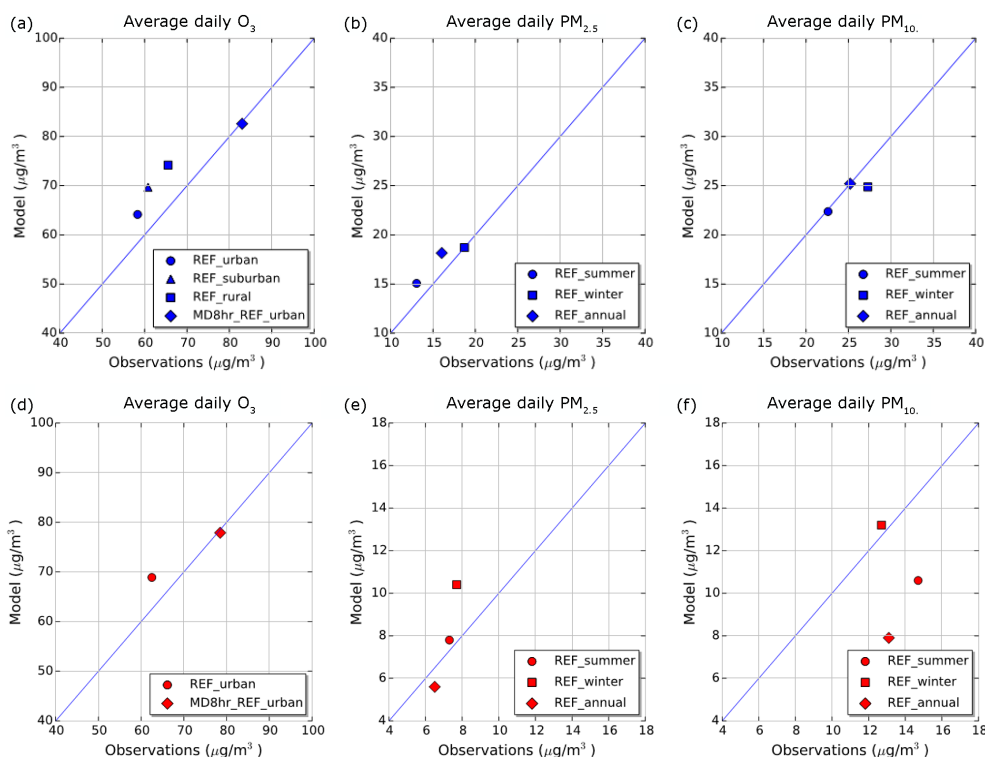 (a) Average daily O₃
100
90
80
70
60
50
40
Model (μg/m³ )
40 50 60 70 80 90 100
Observations (μg/m³ )
REF_urban
REF_suburban
REF_rural
MD8hr_REF_urban
(b) Average daily PM₂.₅
40
35
30
25
20
15
10
Model (μg/m³ )
10 15 20 25 30 35 40
Observations (μg/m³ )
REF_summer
REF_winter
REF_annual
(c) Average daily PM₁₀.
40
35
30
25
20
15
10
Model (μg/m³ )
10 15 20 25 30 35 40
Observations (μg/m³ )
REF_summer
REF_winter
REF_annual
(d) Average daily O₃
100
90
80
70
60
50
40
Model (μg/m³ )
40 50 60 70 80 90 100
Observations (μg/m³ )
REF_urban
MD8hr_REF_urban
(e) Average daily PM₂.₅
18
16
14
12
10
8
6
4
Model (μg/m³ )
4 6 8 10 12 14 16 18
Observations (μg/m³ )
REF_summer
REF_winter
REF_annual
(f) Average daily PM₁₀.
18
16
14
12
10
8
6
4
Model (μg/m³ )
4 6 8 10 12 14 16 18
Observations (μg/m³ )
REF_summer
REF_winter
REF_annual